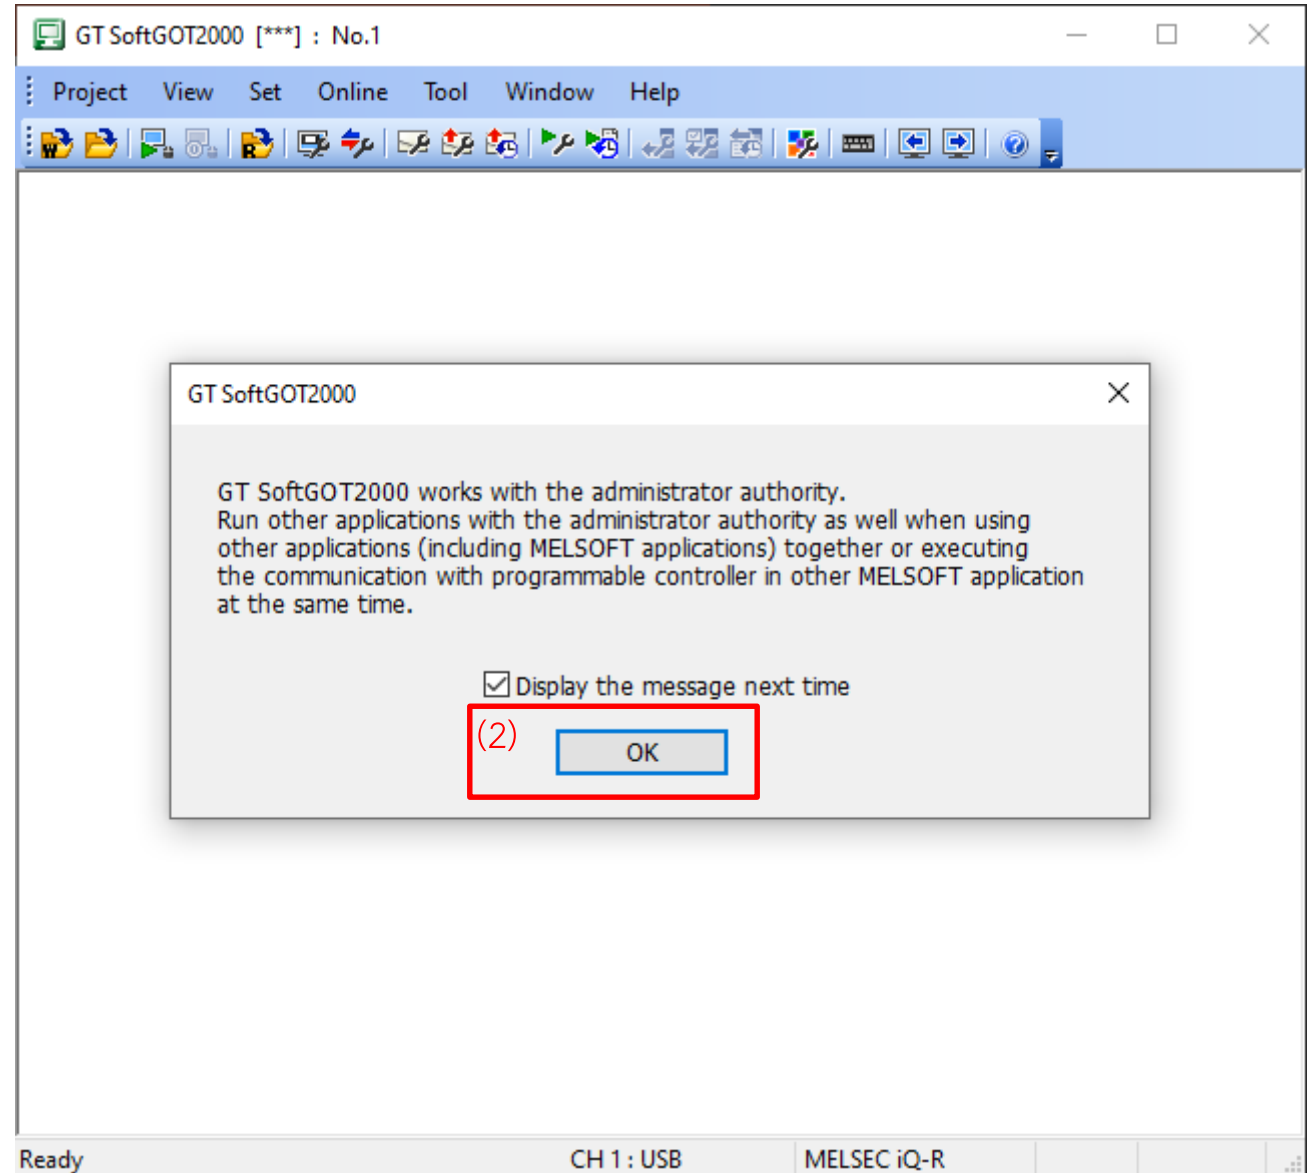 GT SoftGOT2000 [***] : No.1
Project View Set Online Tool Window Help
GT SoftGOT2000
GT SoftGOT2000 works with the administrator authority.
Run other applications with the administrator authority as well when using
other applications (including MELSOFT applications) together or executing
the communication with programmable controller in other MELSOFT application
at the same time.
Display the message next time
(2)
OK
Ready CH 1 : USB MELSEC iQ-R